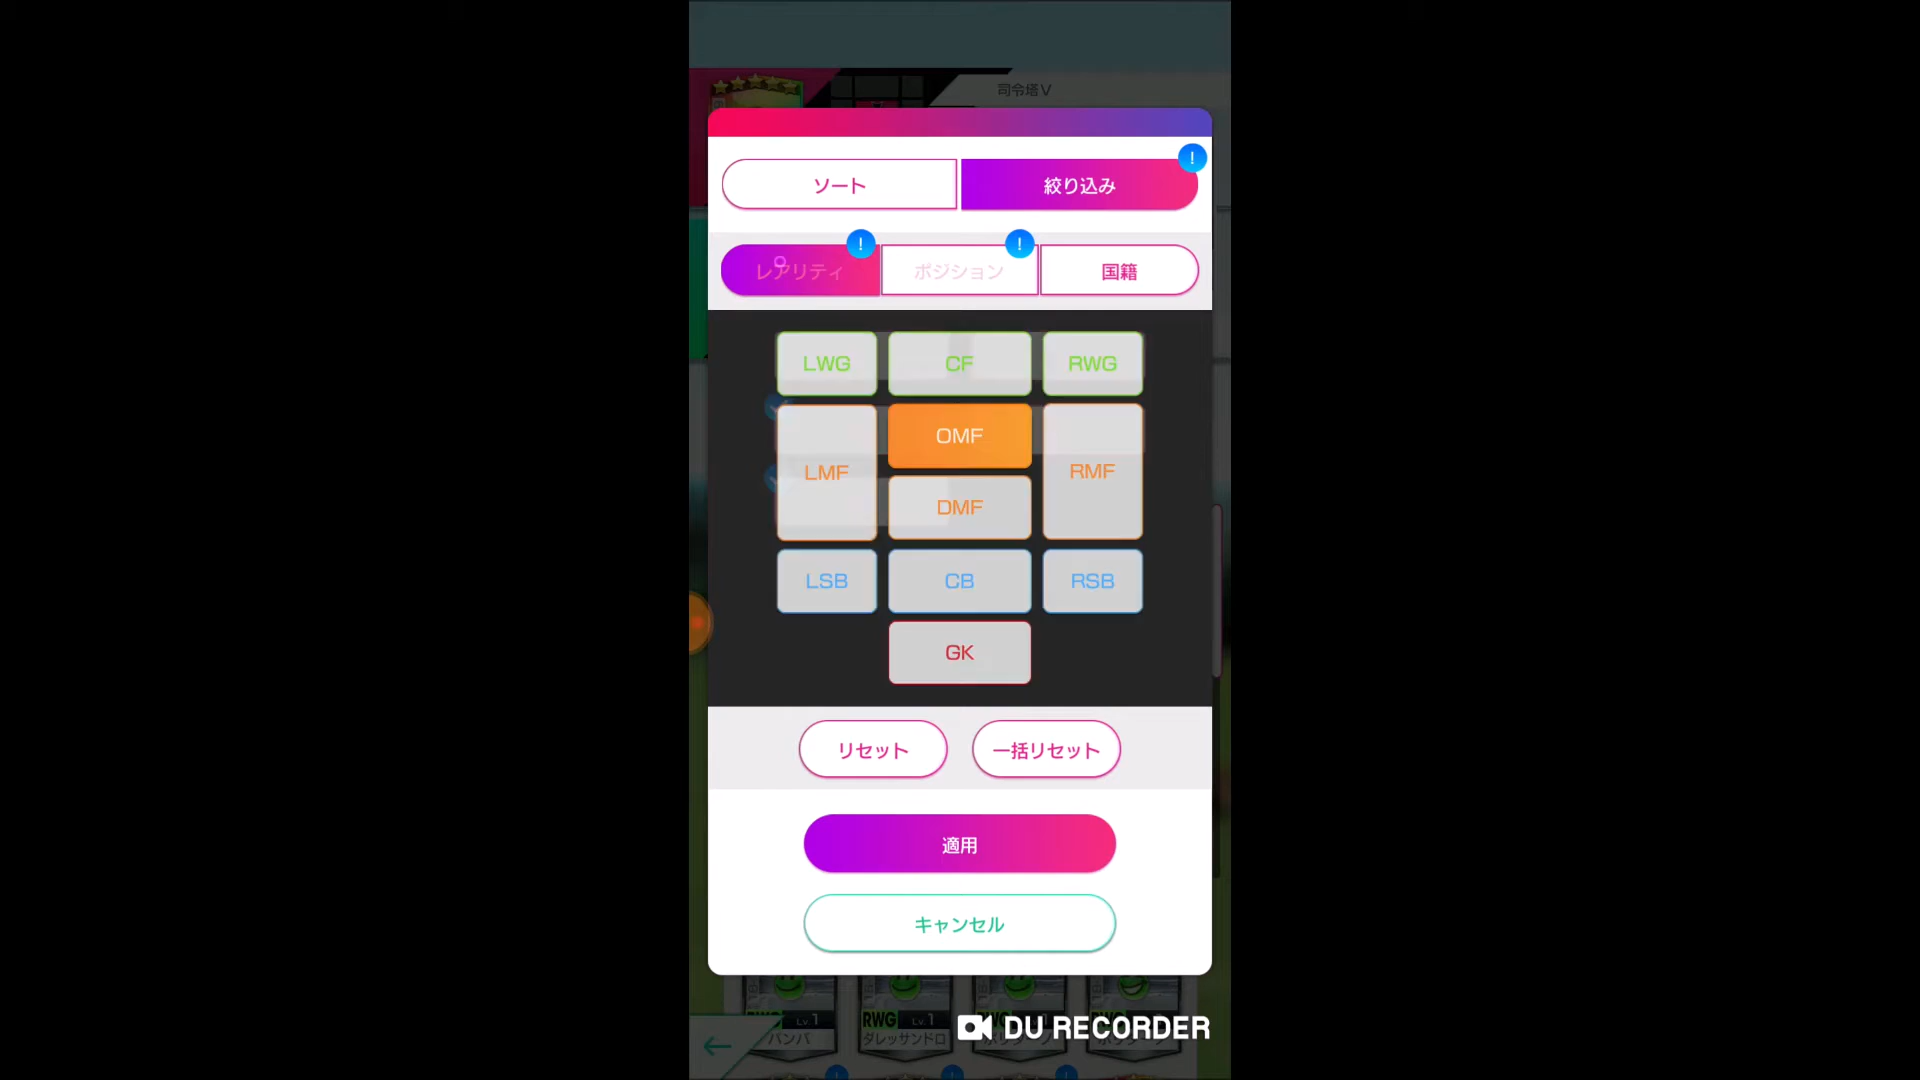 司令塔Ⅴ
ソート
絞り込み
レアリティ
ポジション
国籍
LWG
CF
RWG
LMF
OMF
RMF
DMF
LSB
CB
RSB
GK
リセット
一括リセット
適用
キャンセル
RWG Lv.1
バンバ
ダレッサンドロ
DU RECORDER